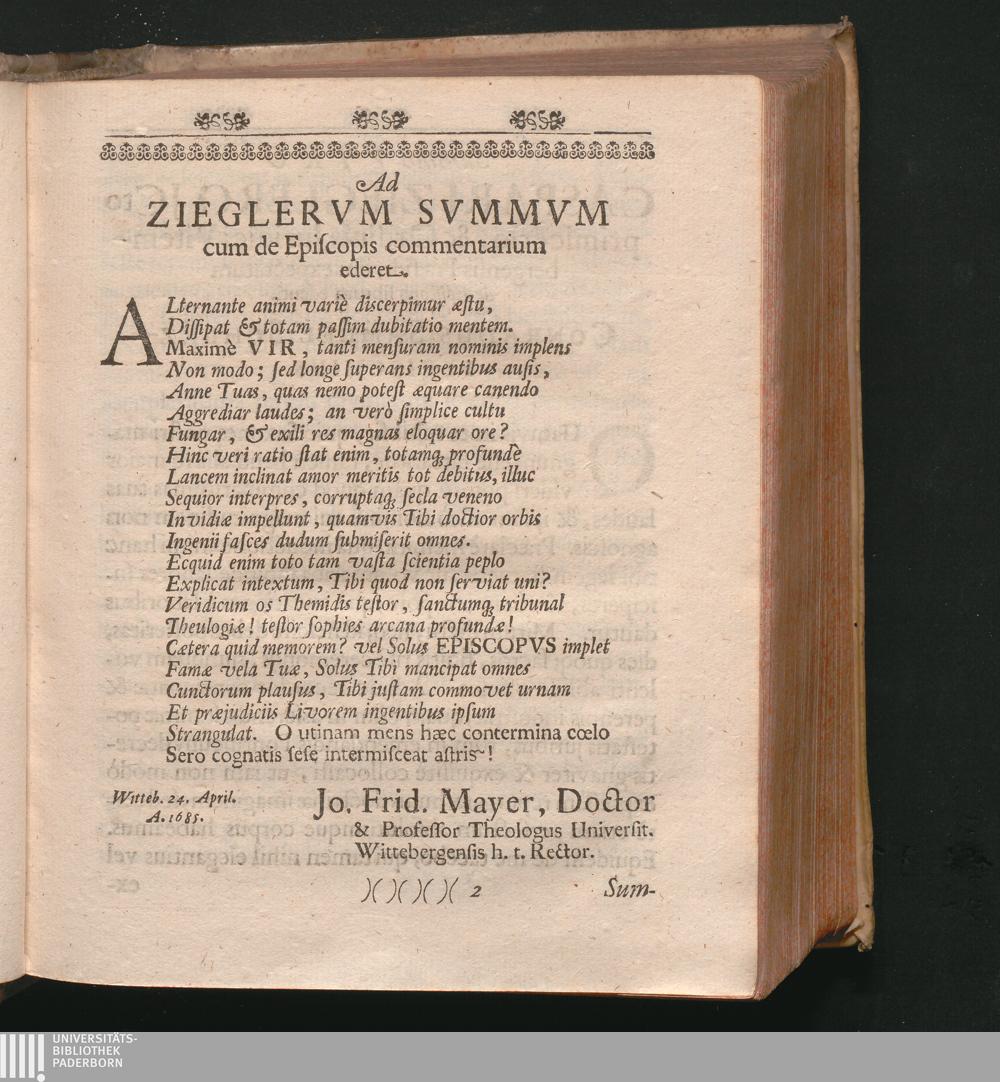 Ad
ZIEGLERVM SVMMVM
cum de Epiſcopis commentarium
ederet.
ALternante animi variè diſcerpimur æſtu,
Diſſipat & totam paſſim dubitatio mentem.
Maximè VIR, tanti menſuram nominis implens
Non modo; ſed longe ſuperans ingentibus auſis,
Anne Tuas, quas nemo poteſt æquare canendo
Aggrediar laudes; an verò ſimplice cultu
Fungar, & exili res magnas eloquar ore?
Hinc veri ratio ſtat enim, totamq; profundè
Lancem inclinat amor meritis tot debitus, illuc
Sequior interpres, corruptaq; ſecla veneno
Invidiæ impellunt, quamvis Tibi doctior orbis
Ingenii faſces dudum ſubmiſerit omnes.
Ecquid enim toto tam vaſta ſcientia peplo
Explicat intextum, Tibi quod non ſerviat uni?
Veridicum os Themidis teſtor, ſanctumq; tribunal
Theulogiæ! teſtor ſophies arcana profundæ!
Cætera quid memorem? vel Solus EPISCOPVS implet
Famæ vela Tuæ, Solus Tibi mancipat omnes
Cunctorum plauſus, Tibi juſtam commovet urnam
Et præjudiciis Livorem ingentibus ipſum
Strangulat. O utinam mens hæc contermina cœlo
Sero cognatis ſeſe intermiſceat aſtris!
Witteb. 24. April.
A. 1685.
Jo. Frid. Mayer, Doctor
& Profeſſor Theologus Univerſit.
Wittebergenſis h. t. Rector.
)( )( )( )( 2
Sum-
UNIVERSITÄTS-
BIBLIOTHEK
PADERBORN